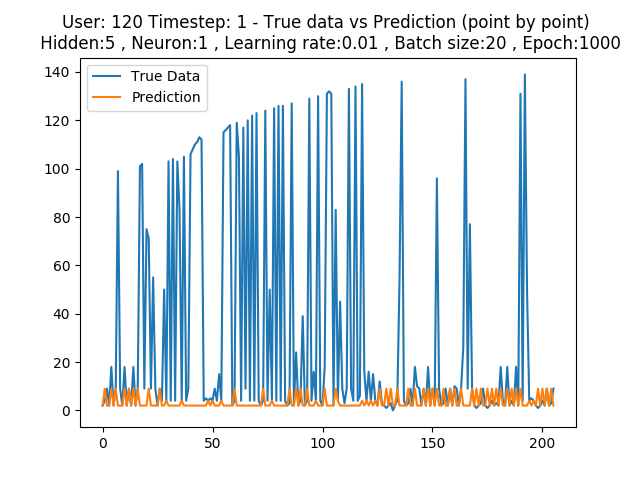 User: 120 Timestep: 1 - True data vs Prediction (point by point)
Hidden:5 , Neuron:1 , Learning rate:0.01 , Batch size:20 , Epoch:1000
True Data
Prediction
140
120
100
80
60
40
20
0
0 50 100 150 200